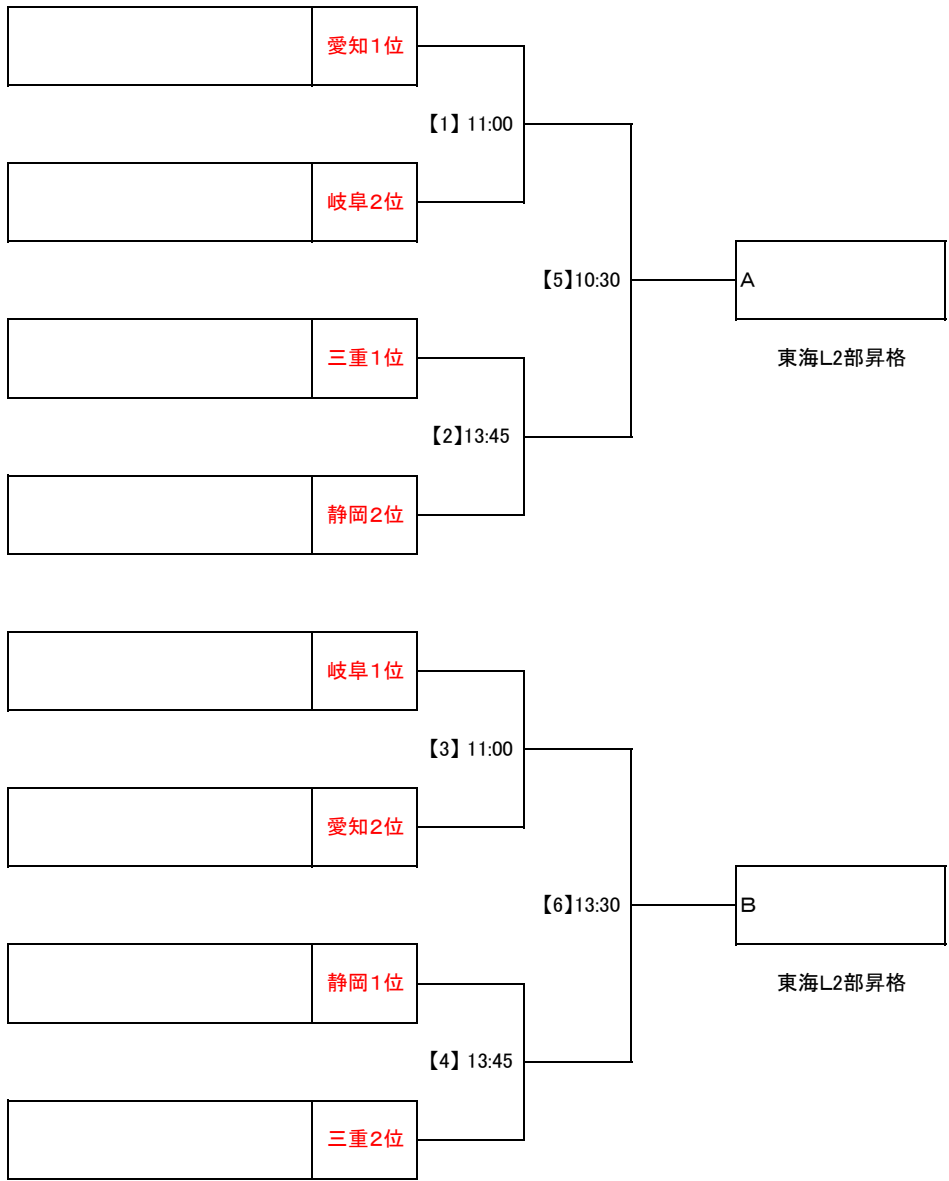 愛知１位
【1】 11:00
岐阜２位
【5】10:30
A
三重１位
東海L2部昇格
【2】13:45
静岡２位
岐阜１位
【3】 11:00
愛知２位
【6】13:30
B
静岡１位
東海L2部昇格
【4】 13:45
三重２位